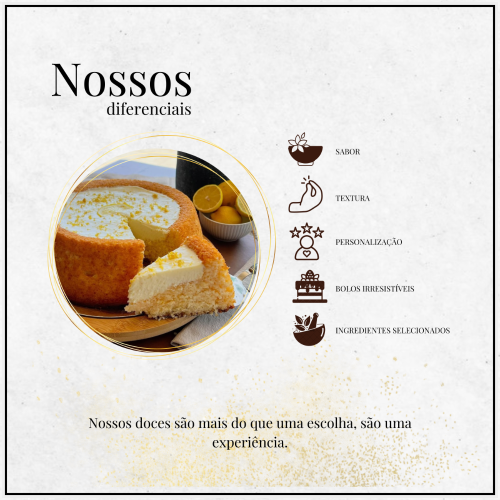 Nossos
diferenciais
SABOR
TEXTURA
PERSONALIZAÇÃO
BOLOS IRRESISTÍVEIS
INGREDIENTES SELECIONADOS
Nossos doces são mais do que uma escolha, são uma
experiência.